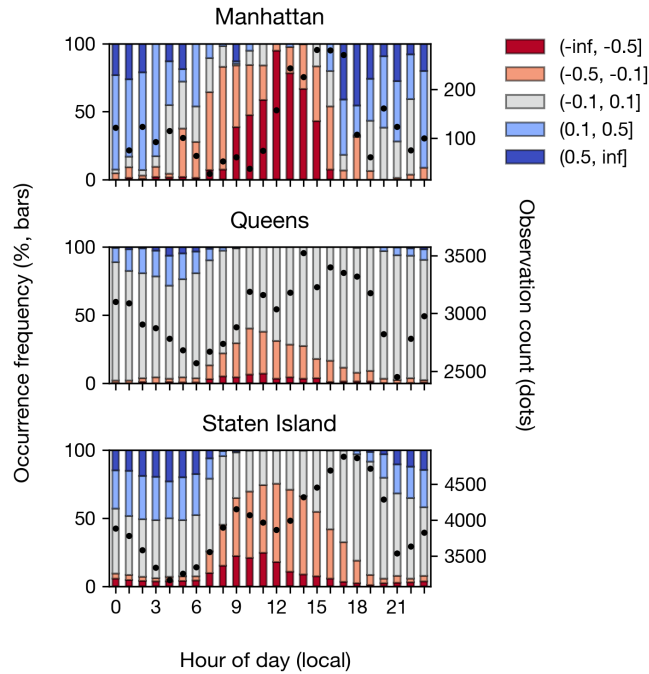 Manhattan
100
50
0
200
100
(-inf, -0.5]
(-0.5, -0.1]
(-0.1, 0.1]
(0.1, 0.5]
(0.5, inf]
Occurrence frequency (%, bars)
Queens
100
50
0
3500
3000
2500
Observation count (dots)
Staten Island
100
50
0
4500
4000
3500
0 3 6 9 12 15 18 21
Hour of day (local)